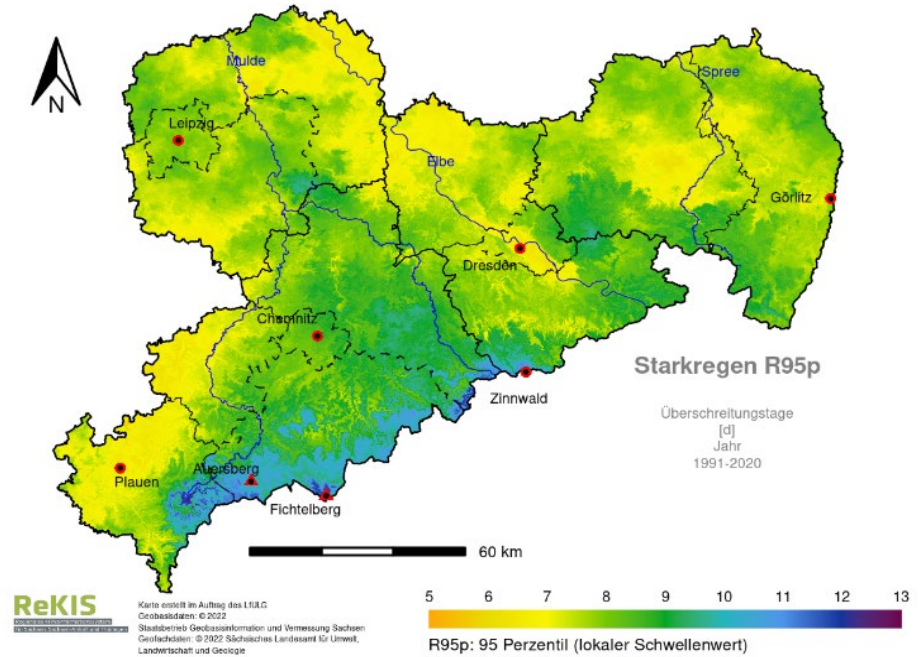 N
Mulde
Spree
Leipzig
Elbe
Görlitz
Dresden
Chemnitz
Starkregen R95p
Zinnwald
Überschreitungstage
[d]
Jahr
1991-2020
Auersberg
Plauen
Fichtelberg
60 km
5 6 7 8 9 10 11 12 13
R95p: 95 Perzentil (lokaler Schwellenwert)
ReKIS
Karte erstellt im Auftrag des LfULG
Geobasisdaten: © 2022
Staatsbetrieb Geobasisinformation und Vermessung Sachsen
Geofachdaten: © 2022 Sächsisches Landesamt für Umwelt,
Landwirtschaft und Geologie